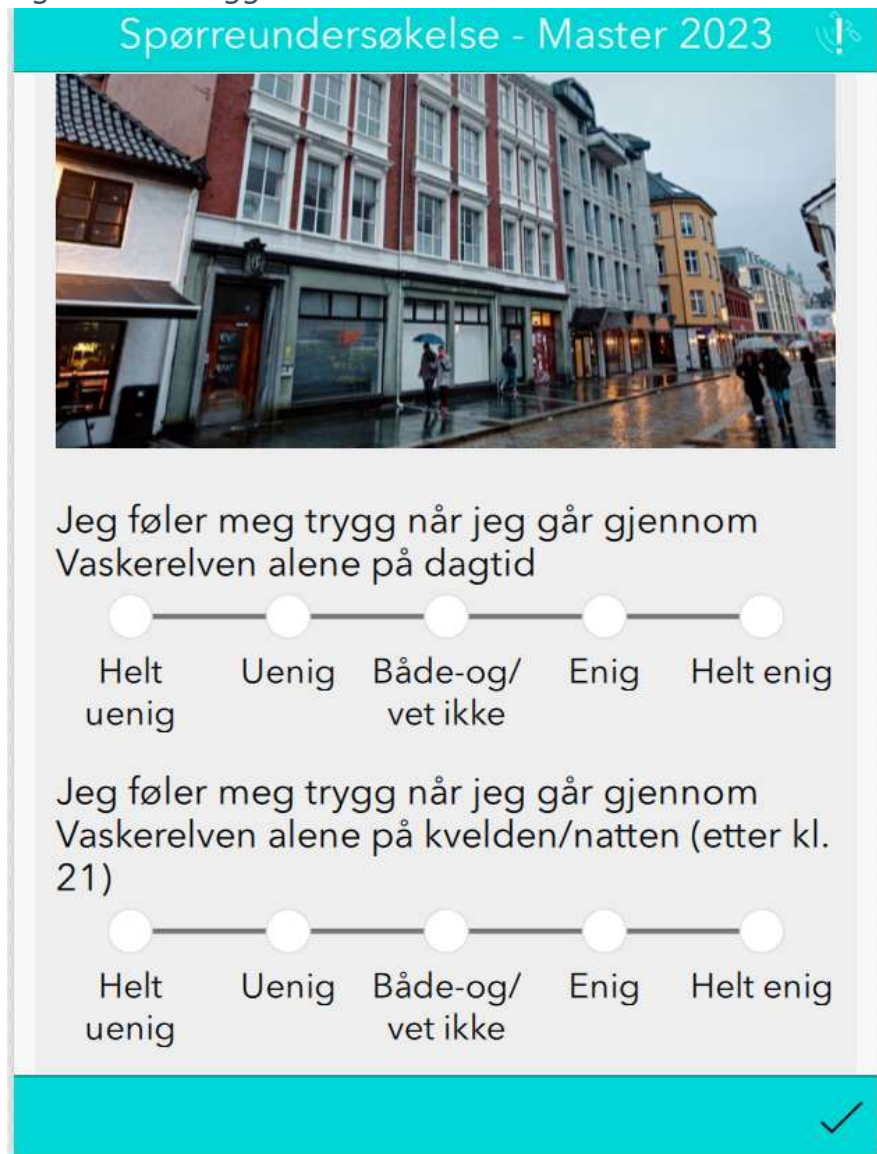 Spørreundersøkelse - Master 2023
Jeg føler meg trygg når jeg går gjennom
Vaskerelven alene på dagtid
Helt uenig
Uenig
Både-og/ vet ikke
Enig
Helt enig
Jeg føler meg trygg når jeg går gjennom
Vaskerelven alene på kvelden/natten (etter kl.
21)
Helt uenig
Uenig
Både-og/ vet ikke
Enig
Helt enig